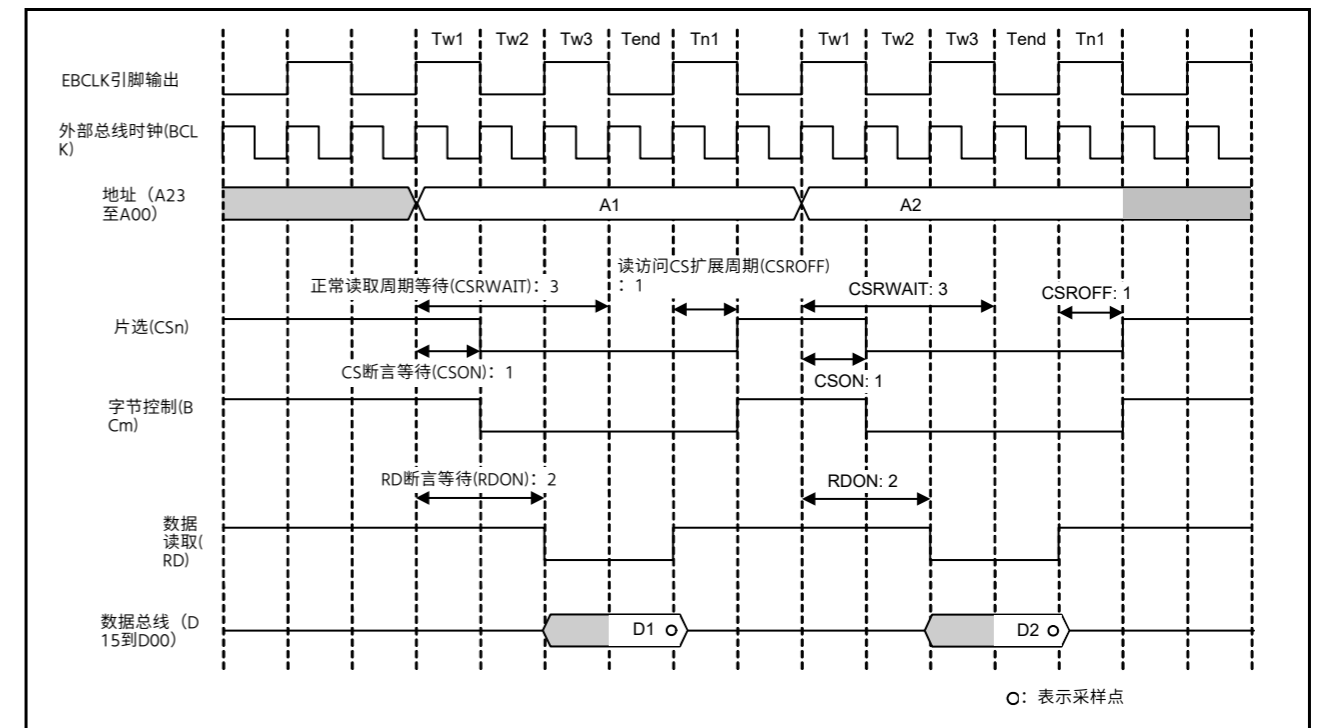 Tw1 Tw2 Tw3 Tend Tn1 Tw1 Tw2 Tw3 Tend Tn1
EBCLK引脚输出
外部总线时钟(BCL
K)
地址（A23
至A00）
A1 A2
读访问CS扩展周期(CSROFF)
：1
正常读取周期等待(CSRWAIT)：3
CSRWAIT: 3
CSROFF: 1
片选(CSn)
CS断言等待(CSON)：1
CSON: 1
字节控制(B
Cm)
RD断言等待(RDON)：2
RDON: 2
数据
读取(
RD)
数据总线（D
15到D00）
D1 D2
：表示采样点